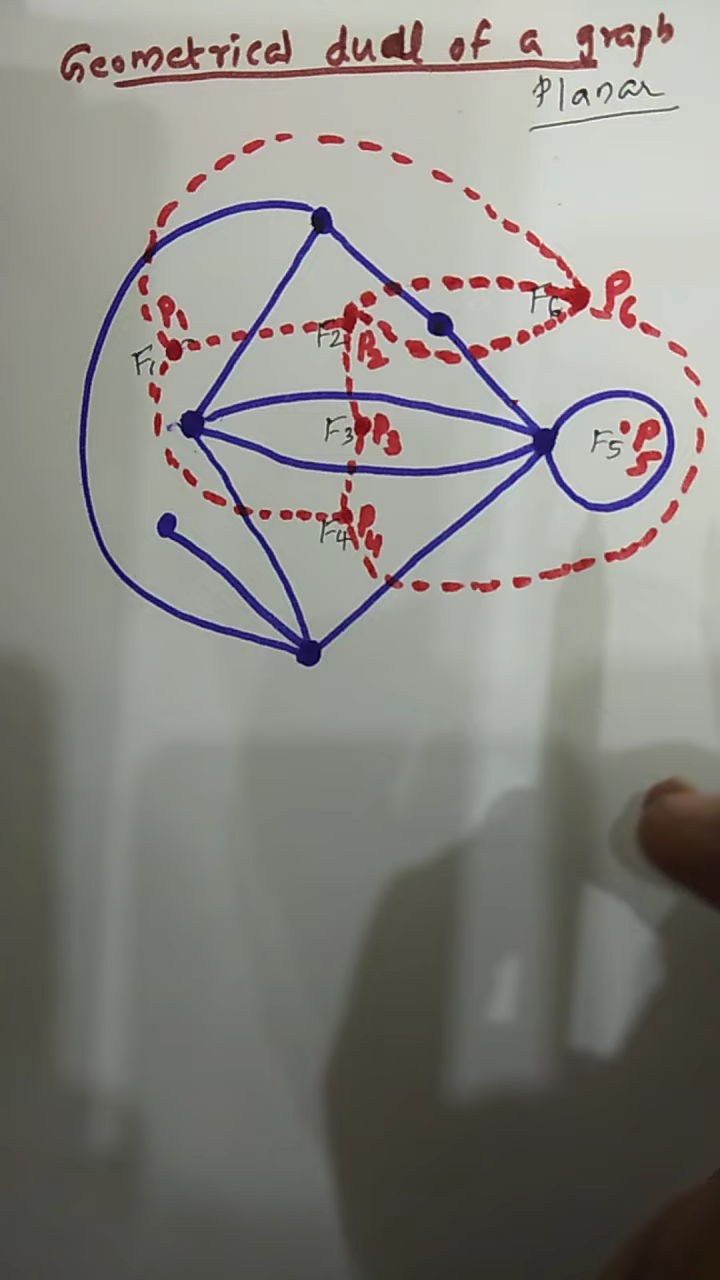 Geometrical dual of a graph
Planar
F6 P6
P1
F1
F2 P2
F3 P3
F5 P5
F4 P4